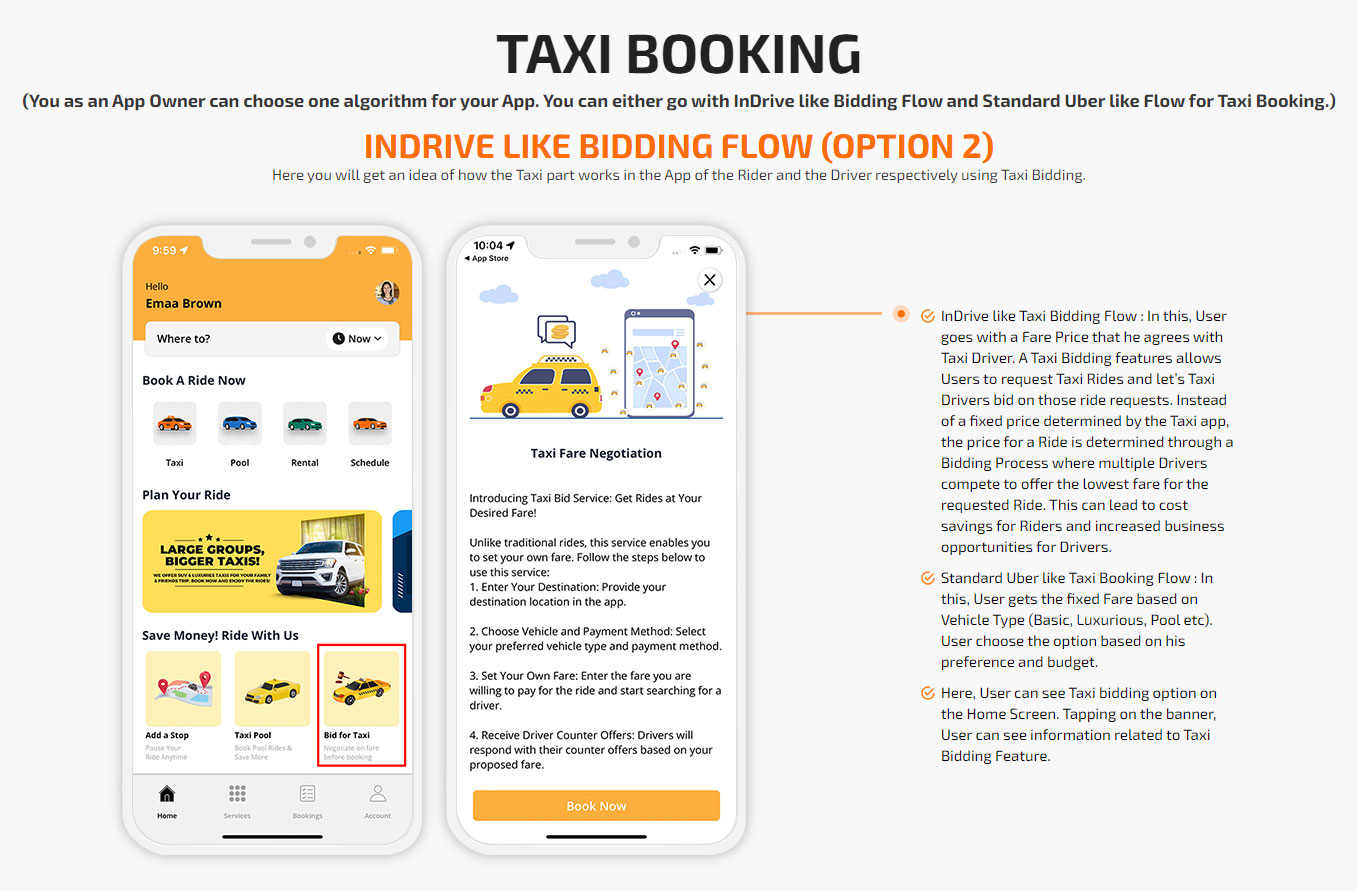 TAXI BOOKING
(You as an App Owner can choose one algorithm for your App. You can either go with InDrive like Bidding Flow and Standard Uber like Flow for Taxi Booking.)
INDRIVE LIKE BIDDING FLOW (OPTION 2)
Here you will get an idea of how the Taxi part works in the App of the Rider and the Driver respectively using Taxi Bidding.
9:59
Hello
Emaa Brown
Where to?
Now
Book A Ride Now
Taxi
Pool
Rental
Schedule
Plan Your Ride
LARGE GROUPS,
BIGGER TAXIS!
WE OFFER SUV & LUXURIES TAXIS FOR YOUR FAMILY
& FRIENDS TRIP. BOOK NOW AND ENJOY THE RIDES!
Save Money! Ride With Us
Add a Stop
Pause Your
Ride Anytime
Taxi Pool
Book Pool Rides &
Save More
Bid for Taxi
Negotiate on fare
before booking
Home
Services
Bookings
Account
10:04
App Store
Taxi Fare Negotiation
Introducing Taxi Bid Service: Get Rides at Your
Desired Fare!
Unlike traditional rides, this service enables you
to set your own fare. Follow the steps below to
use this service:
1. Enter Your Destination: Provide your
destination location in the app.
2. Choose Vehicle and Payment Method: Select
your preferred vehicle type and payment method.
3. Set Your Own Fare: Enter the fare you are
willing to pay for the ride and start searching for a
driver.
4. Receive Driver Counter Offers: Drivers will
respond with their counter offers based on your
proposed fare.
Book Now
InDrive like Taxi Bidding Flow : In this, User
goes with a Fare Price that he agrees with
Taxi Driver. A Taxi Bidding features allows
Users to request Taxi Rides and let's Taxi
Drivers bid on those ride requests. Instead
of a fixed price determined by the Taxi app,
the price for a Ride is determined through a
Bidding Process where multiple Drivers
compete to offer the lowest fare for the
requested Ride. This can lead to cost
savings for Riders and increased business
opportunities for Drivers.
Standard Uber like Taxi Booking Flow : In
this, User gets the fixed Fare based on
Vehicle Type (Basic, Luxurious, Pool etc).
User choose the option based on his
preference and budget.
Here, User can see Taxi bidding option on
the Home Screen. Tapping on the banner,
User can see information related to Taxi
Bidding Feature.